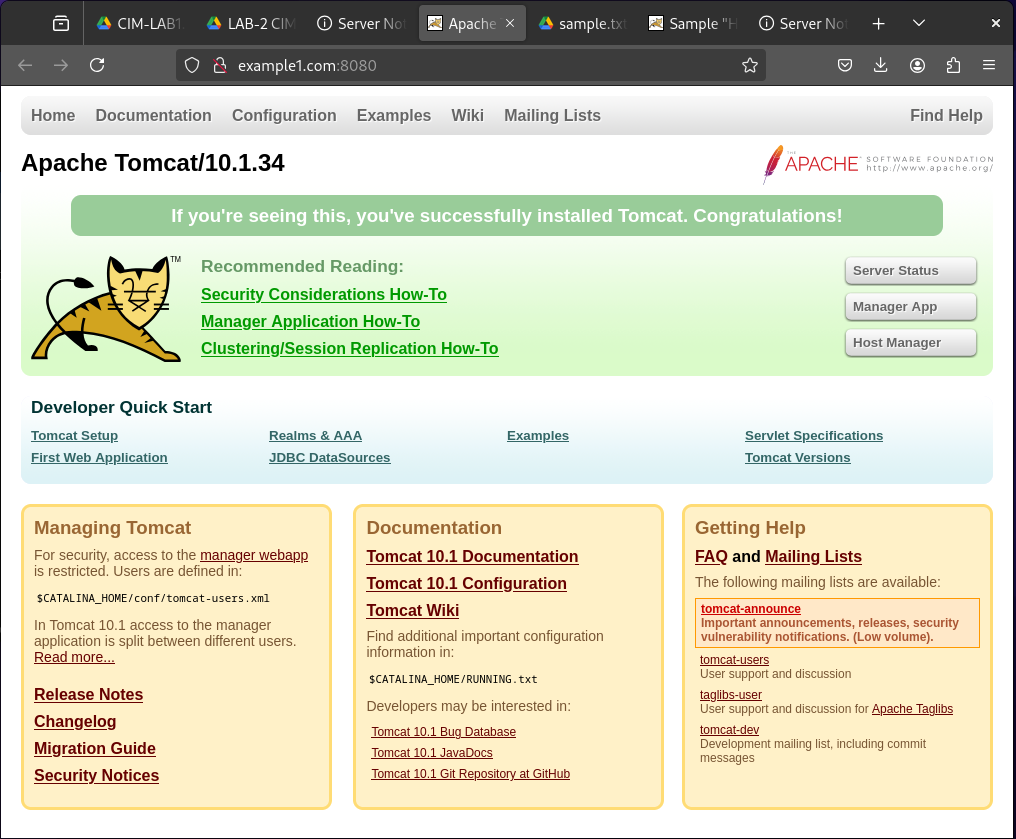 CIM-LAB1
LAB-2 CIM
Server No
Apache
sample.tx
Sample "H
Server No
example1.com:8080
Home Documentation Configuration Examples Wiki Mailing Lists Find Help
Apache Tomcat/10.1.34
THE
APACHE
SOFTWARE FOUNDATION
http://www.apache.org/
If you're seeing this, you've successfully installed Tomcat. Congratulations!
TM
Recommended Reading:
Security Considerations How-To
Manager Application How-To
Clustering/Session Replication How-To
Server Status
Manager App
Host Manager
Developer Quick Start
Tomcat Setup
First Web Application
Realms & AAA
JDBC DataSources
Examples
Servlet Specifications
Tomcat Versions
Managing Tomcat
For security, access to the manager webapp
is restricted. Users are defined in:
$CATALINA_HOME/conf/tomcat-users.xml
In Tomcat 10.1 access to the manager
application is split between different users.
Read more...
Release Notes
Changelog
Migration Guide
Security Notices
Documentation
Tomcat 10.1 Documentation
Tomcat 10.1 Configuration
Tomcat Wiki
Find additional important configuration
information in:
$CATALINA_HOME/RUNNING.txt
Developers may be interested in:
Tomcat 10.1 Bug Database
Tomcat 10.1 JavaDocs
Tomcat 10.1 Git Repository at GitHub
Getting Help
FAQ and Mailing Lists
The following mailing lists are available:
tomcat-announce
Important announcements, releases, security
vulnerability notifications. (Low volume).
tomcat-users
User support and discussion
taglibs-user
User support and discussion for Apache Taglibs
tomcat-dev
Development mailing list, including commit
messages